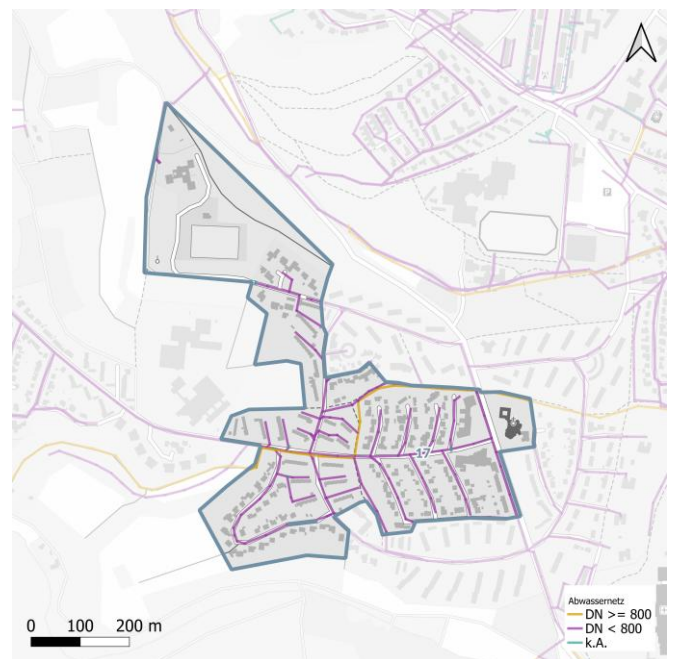 P
17
0 100 200 m
Abwassernetz
DN >= 800
DN < 800
k.A.